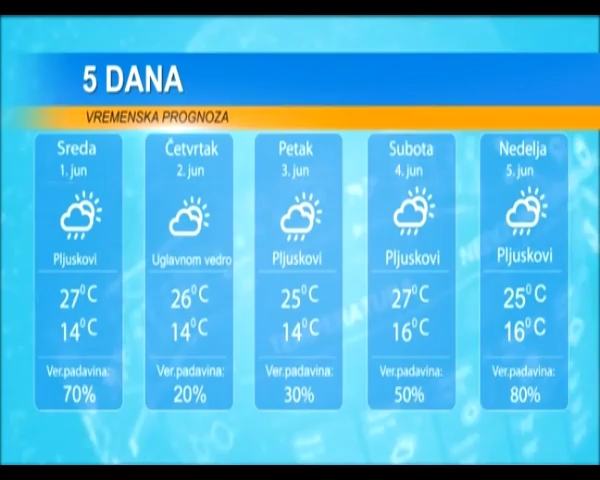 5 DANA
VREMENSKA PROGNOZA
Sreda
1. jun
Pljuskovi
27°C
14°C
Ver.padavina:
70%
Četvrtak
2. jun
Uglavnom vedro
26°C
14°C
Ver.padavina:
20%
Petak
3. jun
Pljuskovi
25°C
14°C
Ver.padavina:
30%
Subota
4. jun
Pljuskovi
27°C
16°C
Ver.padavina:
50%
Nedelja
5. jun
Pljuskovi
25°C
16°C
Ver.padavina:
80%